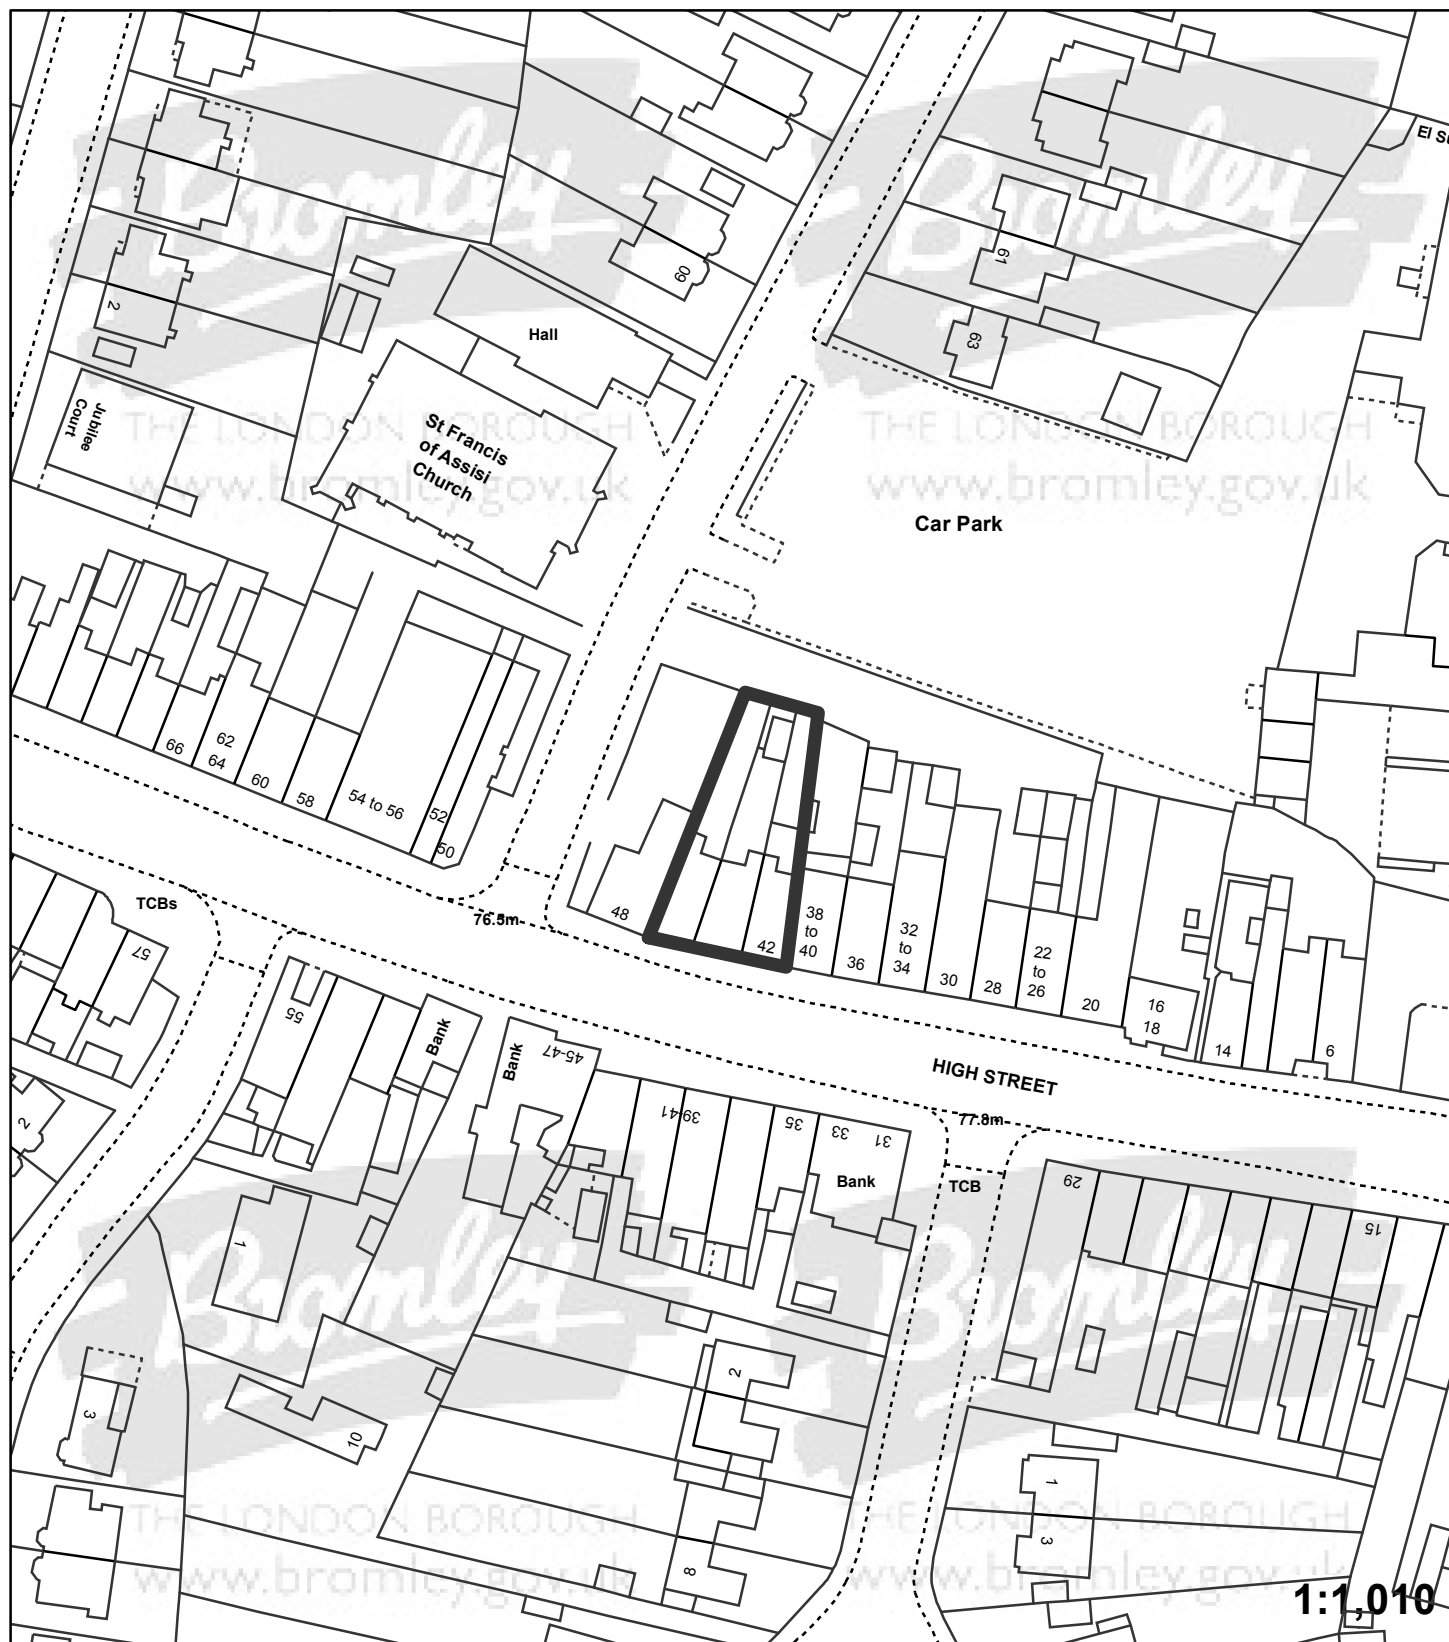 El Su
61
60
63
2
Hall
Jubilee
Court
St Francis
of Assisi
Church
Car Park
66
62
64
60
58
54 to 56
52
50
TCBs
76.5m
48
42
38
to
40
36
32
to
34
30
28
22
to
26
20
16
18
14
6
57
55
Bank
Bank
45-47
HIGH STREET
77.8m
39-41
35
33
31
Bank
TCB
29
15
2
1
3
10
2
8
1
3
1:1,010
Bromley
THE LONDON BOROUGH
www.bromley.gov.uk
Bromley
THE LONDON BOROUGH
www.bromley.gov.uk
Bromley
THE LONDON BOROUGH
www.bromley.gov.uk
Bromley
THE LONDON BOROUGH
www.bromley.gov.uk